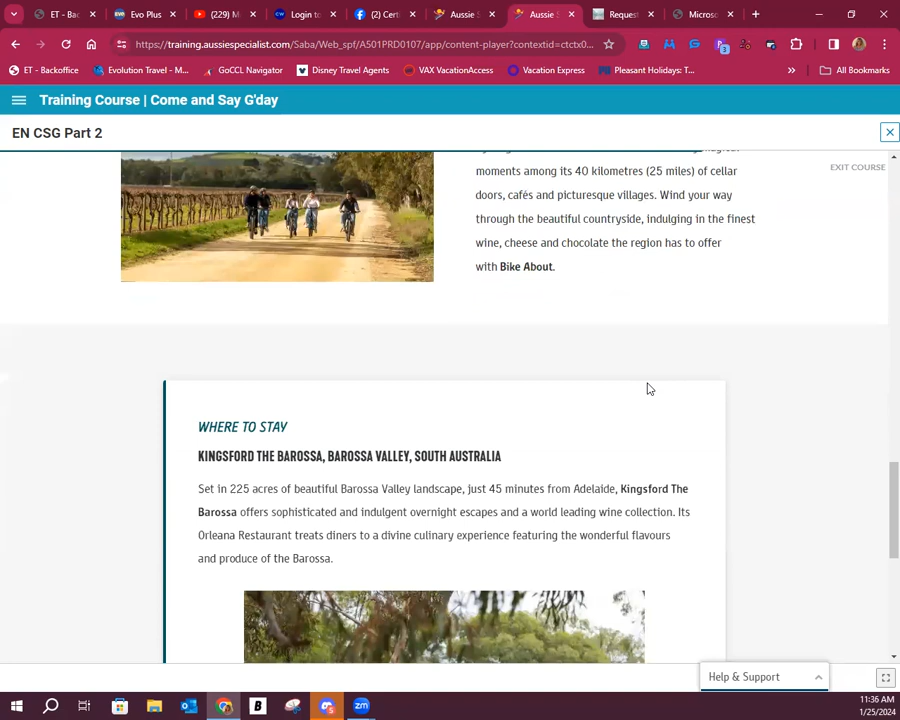 ET - Bac
Evo Plus
(229) M
Login to
(2) Cert
Aussie S
Aussie S
Request
Microso
https://training.aussiespecialist.com/Saba/Web_spf/A501PRD0107/app/content-player?contextid=ctctx0...
3
ET - Backoffice
Evolution Travel - M...
GoCCL Navigator
Disney Travel Agents
VAX VacationAccess
Vacation Express
Pleasant Holidays: T...
»
All Bookmarks
Training Course | Come and Say G'day
EN CSG Part 2
EXIT COURSE
moments among its 40 kilometres (25 miles) of cellar
doors, cafés and picturesque villages. Wind your way
through the beautiful countryside, indulging in the finest
wine, cheese and chocolate the region has to offer
with Bike About.
WHERE TO STAY
KINGSFORD THE BAROSSA, BAROSSA VALLEY, SOUTH AUSTRALIA
Set in 225 acres of beautiful Barossa Valley landscape, just 45 minutes from Adelaide, Kingsford The
Barossa offers sophisticated and indulgent overnight escapes and a world leading wine collection. Its
Orleana Restaurant treats diners to a divine culinary experience featuring the wonderful flavours
and produce of the Barossa.
Help & Support
11:36 AM
1/25/2024